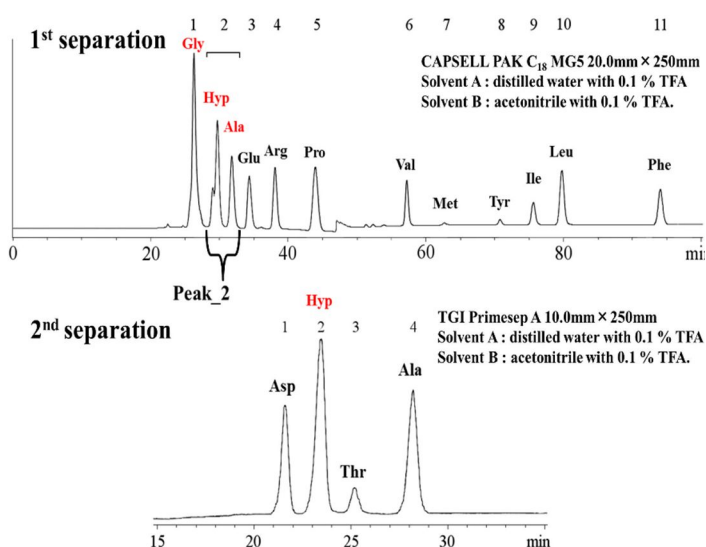 1st separation
1 2 3 4 5 6 7 8 9 10 11
Gly
Hyp
Ala
Glu
Arg
Pro
Val
Met
Tyr
Ile
Leu
Phe
CAPSELL PAK C18 MG5 20.0mm × 250mm
Solvent A : distilled water with 0.1 % TFA
Solvent B : acetonitrile with 0.1% TFA.
0 20 40 60 80 min
Peak_2
2nd separation
Hyp
1 2 3 4
Asp
Thr
Ala
TGI Primesep A 10.0mm × 250mm
Solvent A : distilled water with 0.1 % TFA
Solvent B : acetonitrile with 0.1 % TFA.
15 20 25 30 min